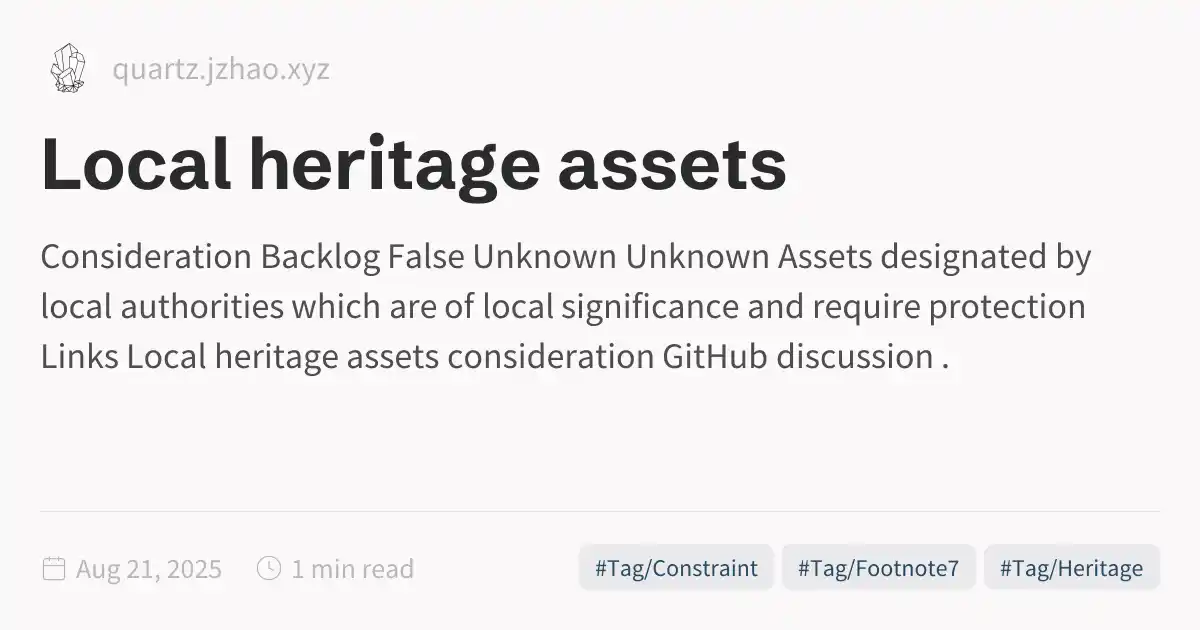 quartz.jzhao.xyz
Local heritage assets
Consideration Backlog False Unknown Unknown Assets designated by
local authorities which are of local significance and require protection
Links Local heritage assets consideration GitHub discussion .
Aug 21, 2025
1 min read
#Tag/Constraint
#Tag/Footnote7
#Tag/Heritage